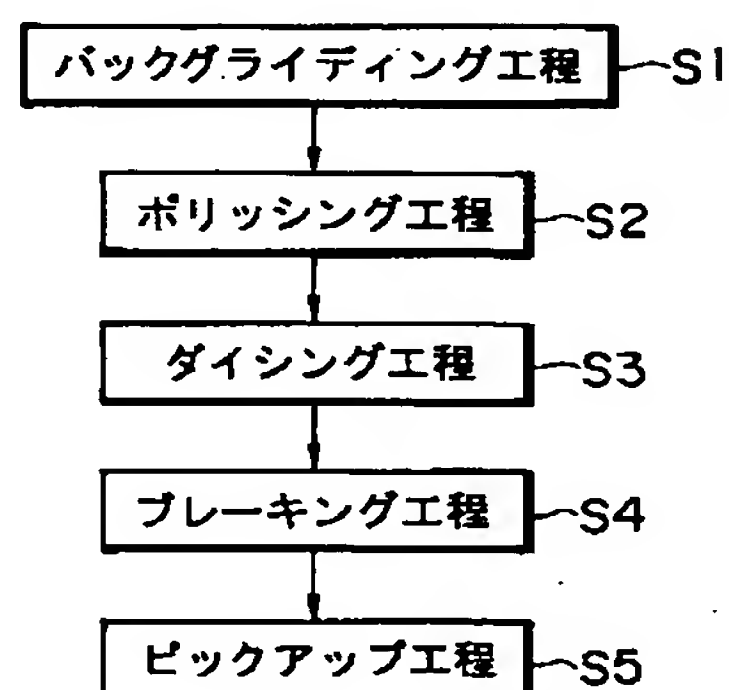 バックグライディング工程 S1
ポリッシング工程 S2
ダイシング工程 S3
ブレーキング工程 S4
ピックアップ工程 S5